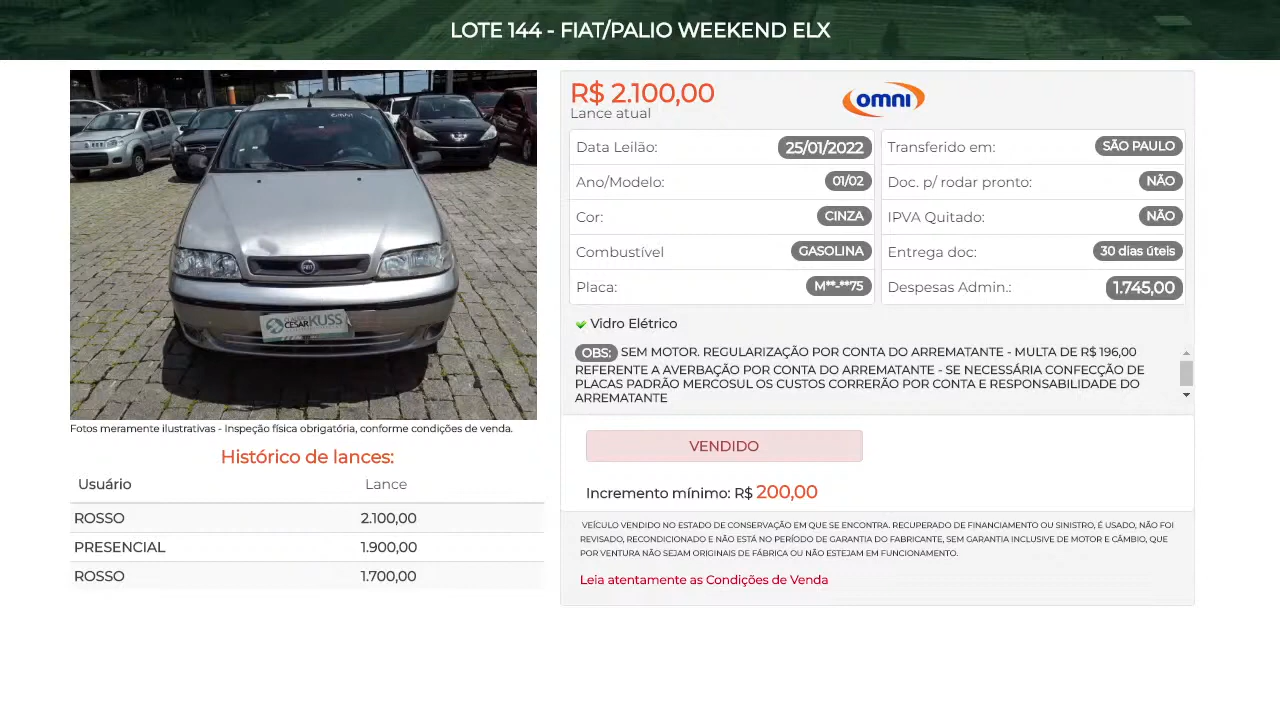 LOTE 144 - FIAT/PALIO WEEKEND ELX
CESAR KUSS
Fotos meramente ilustrativas - Inspeção física obrigatória, conforme condições de venda.
Histórico de lances:
Usuário Lance
ROSSO 2.100,00
PRESENCIAL 1.900,00
ROSSO 1.700,00
R$ 2.100,00
Lance atual
omni
Data Leilão: 25/01/2022
Ano/Modelo: 01/02
Cor: CINZA
Combustível GASOLINA
Placa: M**-**75
Transferido em: SÃO PAULO
Doc. p/ rodar pronto: NÃO
IPVA Quitado: NÃO
Entrega doc: 30 dias úteis
Despesas Admin.: 1.745,00
Vidro Elétrico
OBS: SEM MOTOR. REGULARIZAÇÃO POR CONTA DO ARREMATANTE - MULTA DE R$ 196,00
REFERENTE A AVERBAÇÃO POR CONTA DO ARREMATANTE - SE NECESSÁRIA CONFECÇÃO DE
PLACAS PADRÃO MERCOSUL OS CUSTOS CORRERÃO POR CONTA E RESPONSABILIDADE DO
ARREMATANTE
VENDIDO
Incremento mínimo: R$ 200,00
VEÍCULO VENDIDO NO ESTADO DE CONSERVAÇÃO EM QUE SE ENCONTRA. RECUPERADO DE FINANCIAMENTO OU SINISTRO, É USADO, NÃO FOI
REVISADO, RECONDICIONADO E NÃO ESTÁ NO PERÍODO DE GARANTIA DO FABRICANTE, SEM GARANTIA INCLUSIVE DE MOTOR E CÂMBIO, QUE
POR VENTURA NÃO SEJAM ORIGINAIS DE FÁBRICA OU NÃO ESTEJAM EM FUNCIONAMENTO.
Leia atentamente as Condições de Venda